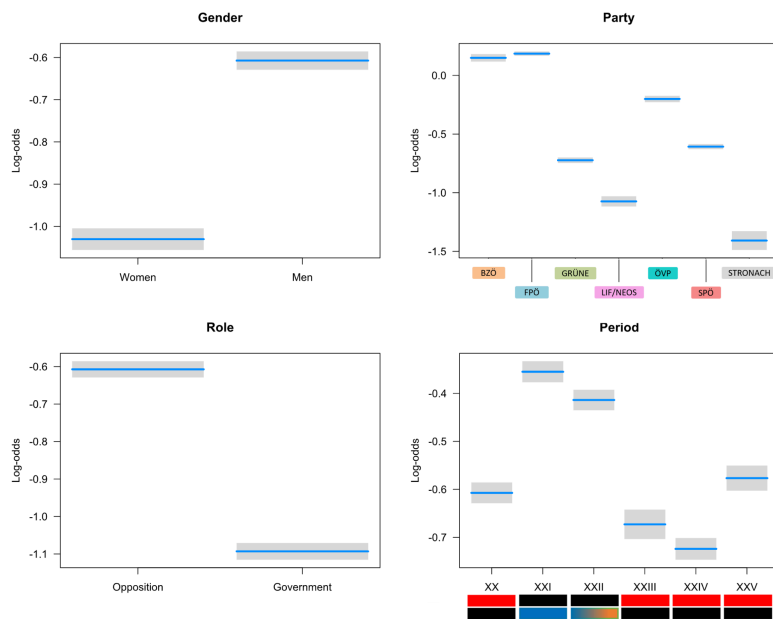 Gender
Log-odds
-0.6
-0.7
-0.8
-0.9
-1.0
Women Men
Party
Log-odds
0.0
-0.5
-1.0
-1.5
BZÖ GRÜNE ÖVP STRONACH
FPÖ LIF/NEOS SPÖ
Role
Log-odds
-0.6
-0.7
-0.8
-0.9
-1.0
-1.1
Opposition Government
Period
Log-odds
-0.4
-0.5
-0.6
-0.7
XX XXI XXII XXIII XXIV XXV